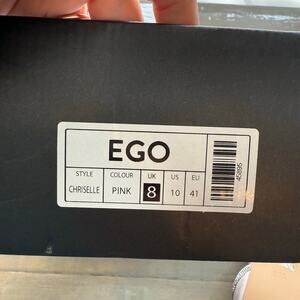 EGO
STYLE COLOUR UK US EU
CHRISELLE PINK 8 10 41